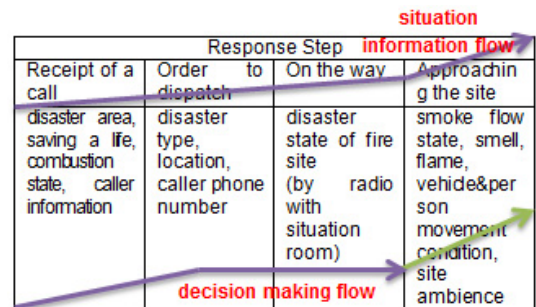 situation
information flow
Response Step
Receipt of a
call
Order to
dispatch
On the way
Approachin
g the site
disaster area,
saving a life,
combustion
state, caller
information
disaster
type,
location,
caller phone
number
disaster
state of fire
site
(by radio
with
situation
room)
smoke flow
state, smell,
flame,
vehicle&per
son
movement
condition,
site
ambience
decision making flow